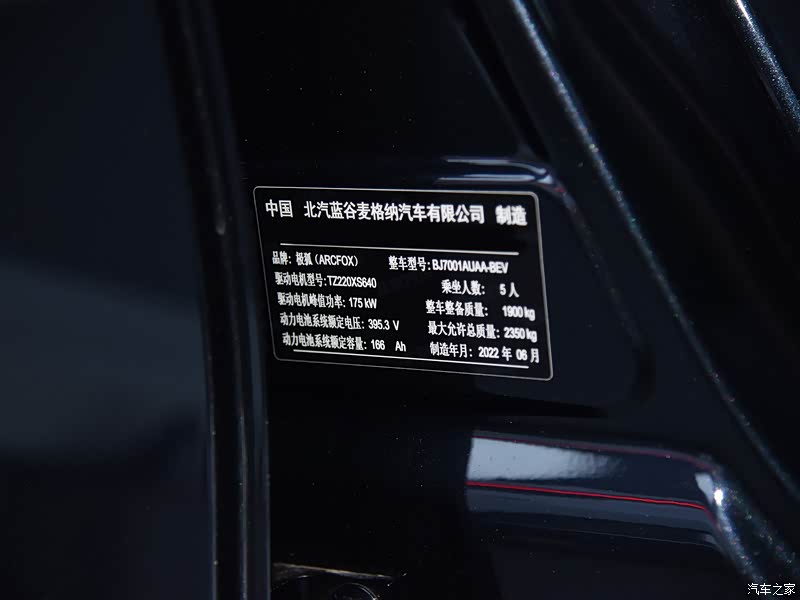 中国 北汽蓝谷麦格纳汽车有限公司 制造
品牌: 极狐 (ARCFOX) 整车型号: BJ7001AUAA-BEV
驱动电机型号: TZ220XS640 乘坐人数: 5 人
驱动电机峰值功率: 175 kW 整车整备质量: 1900 kg
动力电池系统额定电压: 395.3 V 最大允许总质量: 2350 kg
动力电池系统额定容量: 166 Ah 制造年月: 2022 年 06 月
汽车之家